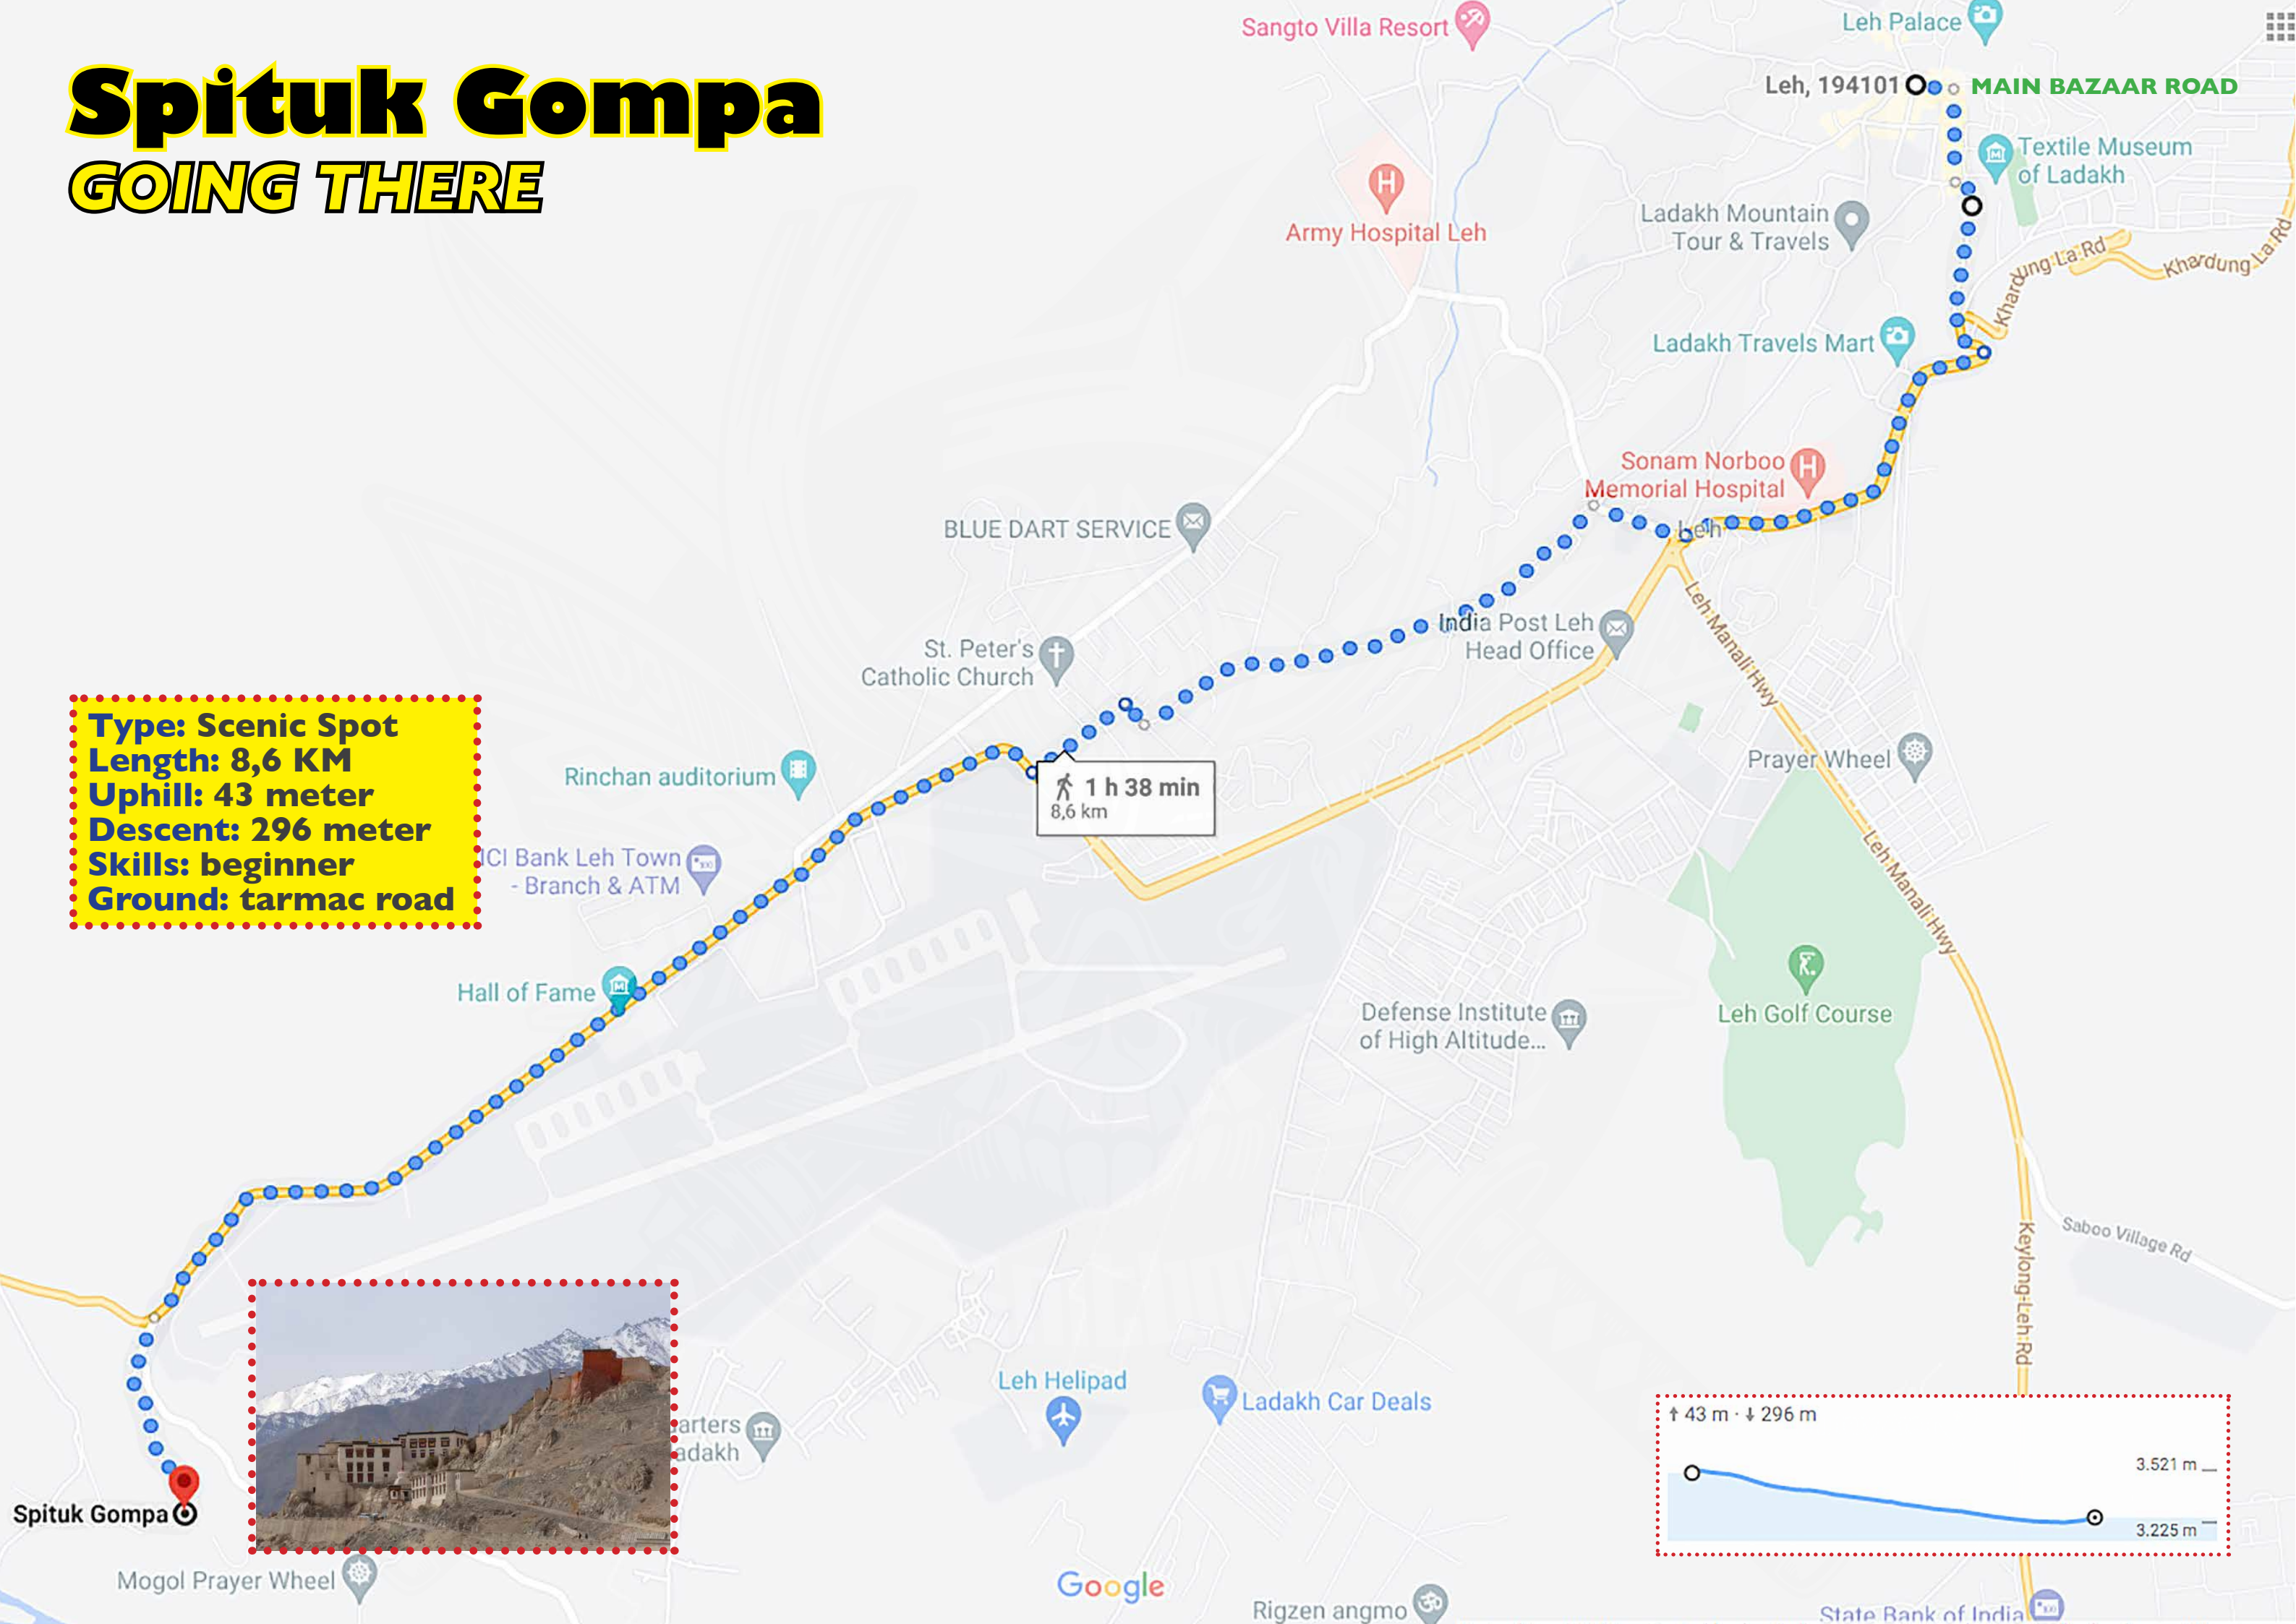 Spituk Gompa
GOING THERE
Sangto Villa Resort
Leh Palace
Leh, 194101
MAIN BAZAAR ROAD
Textile Museum
of Ladakh
Army Hospital Leh
Ladakh Mountain
Tour & Travels
Khardung La Rd
Khardung La Rd
Ladakh Travels Mart
Sonam Norboo
Memorial Hospital
Leh
BLUE DART SERVICE
India Post Leh
Head Office
Leh Manali Hwy
St. Peter's
Catholic Church
Type: Scenic Spot
Length: 8,6 KM
Uphill: 43 meter
Descent: 296 meter
Skills: beginner
Ground: tarmac road
Rinchan auditorium
1 h 38 min
8,6 km
Prayer Wheel
ICI Bank Leh Town
- Branch & ATM
Leh Manali Hwy
Hall of Fame
Defense Institute
of High Altitude...
Leh Golf Course
Saboo Village Rd
Keylong-Leh Rd
Leh Helipad
Ladakh Car Deals
arters
adakh
43 m · 296 m
3.521 m
3.225 m
Spituk Gompa
Mogol Prayer Wheel
Google
Rigzen angmo
State Bank of India